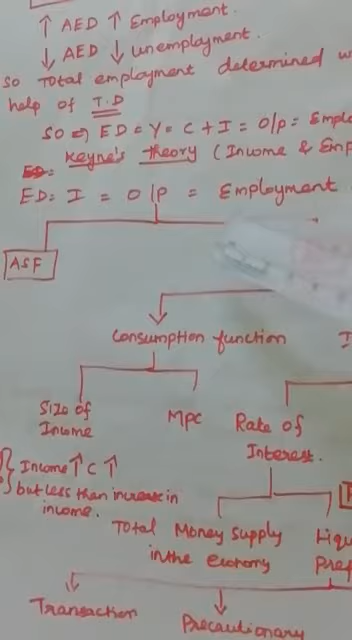 ↑ AED ↑ Employment.
↓ AED ↓ unemployment.
So Total employment determined
help of T.D
So ⇒ ED = Y = C + I = O/p =
Keyne's Theory (Income &
ED = I = O/p = Employment
ASF
Consumption function
Size of Income
MPC
Rate of Interest.
Income ↑ C ↑
but less than increase in
income.
Total Money Supply
in the economy
Transaction
Precautionary